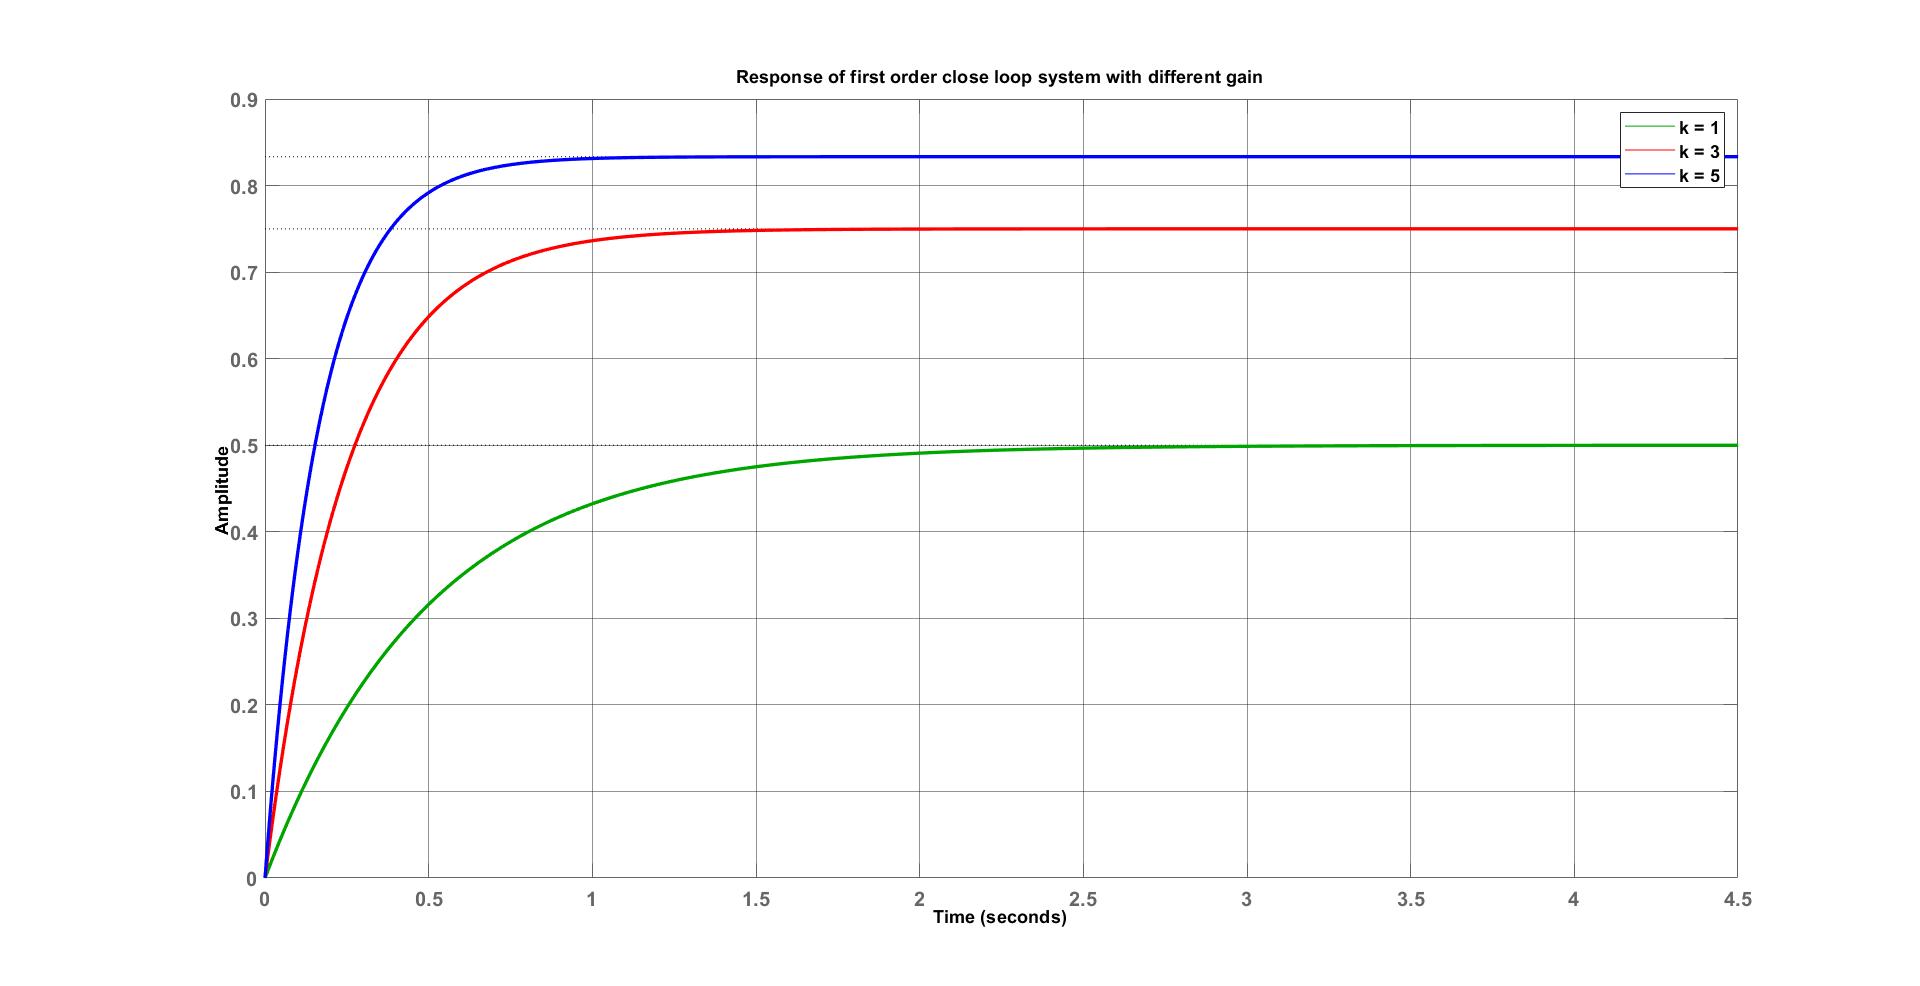 Response of first order close loop system with different gain
0.9
0.8
0.7
0.6
0.5
0.4
0.3
0.2
0.1
0
Amplitude
k = 1
k = 3
k = 5
0 0.5 1 1.5 2 2.5 3 3.5 4 4.5
Time (seconds)